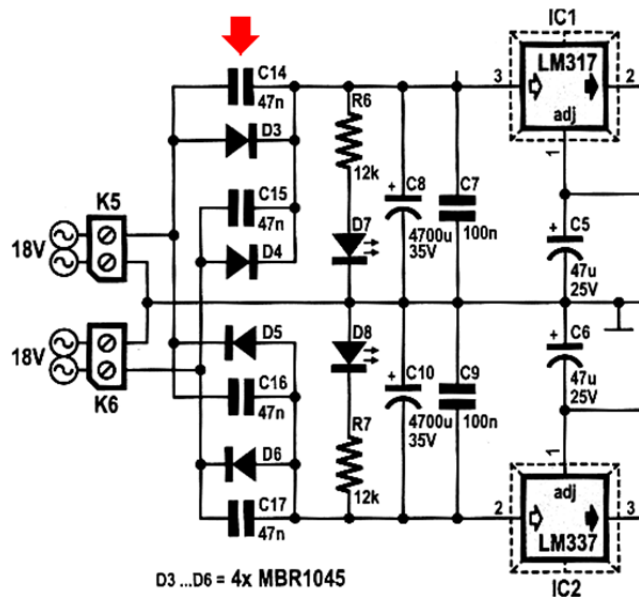 IC1
C14
47n
3
LM317
2
adj
1
D3
R6
12k
C15
47n
C8
+
4700u
35V
C7
100n
K5
18V
D4
D7
C5
+
47u
25V
18V
K6
D5
D8
C6
+
47u
25V
C16
47n
C10
+
4700u
35V
C9
100n
R7
12k
D6
1
adj
C17
47n
2
LM337
3
IC2
D3 ...D6 = 4x MBR1045